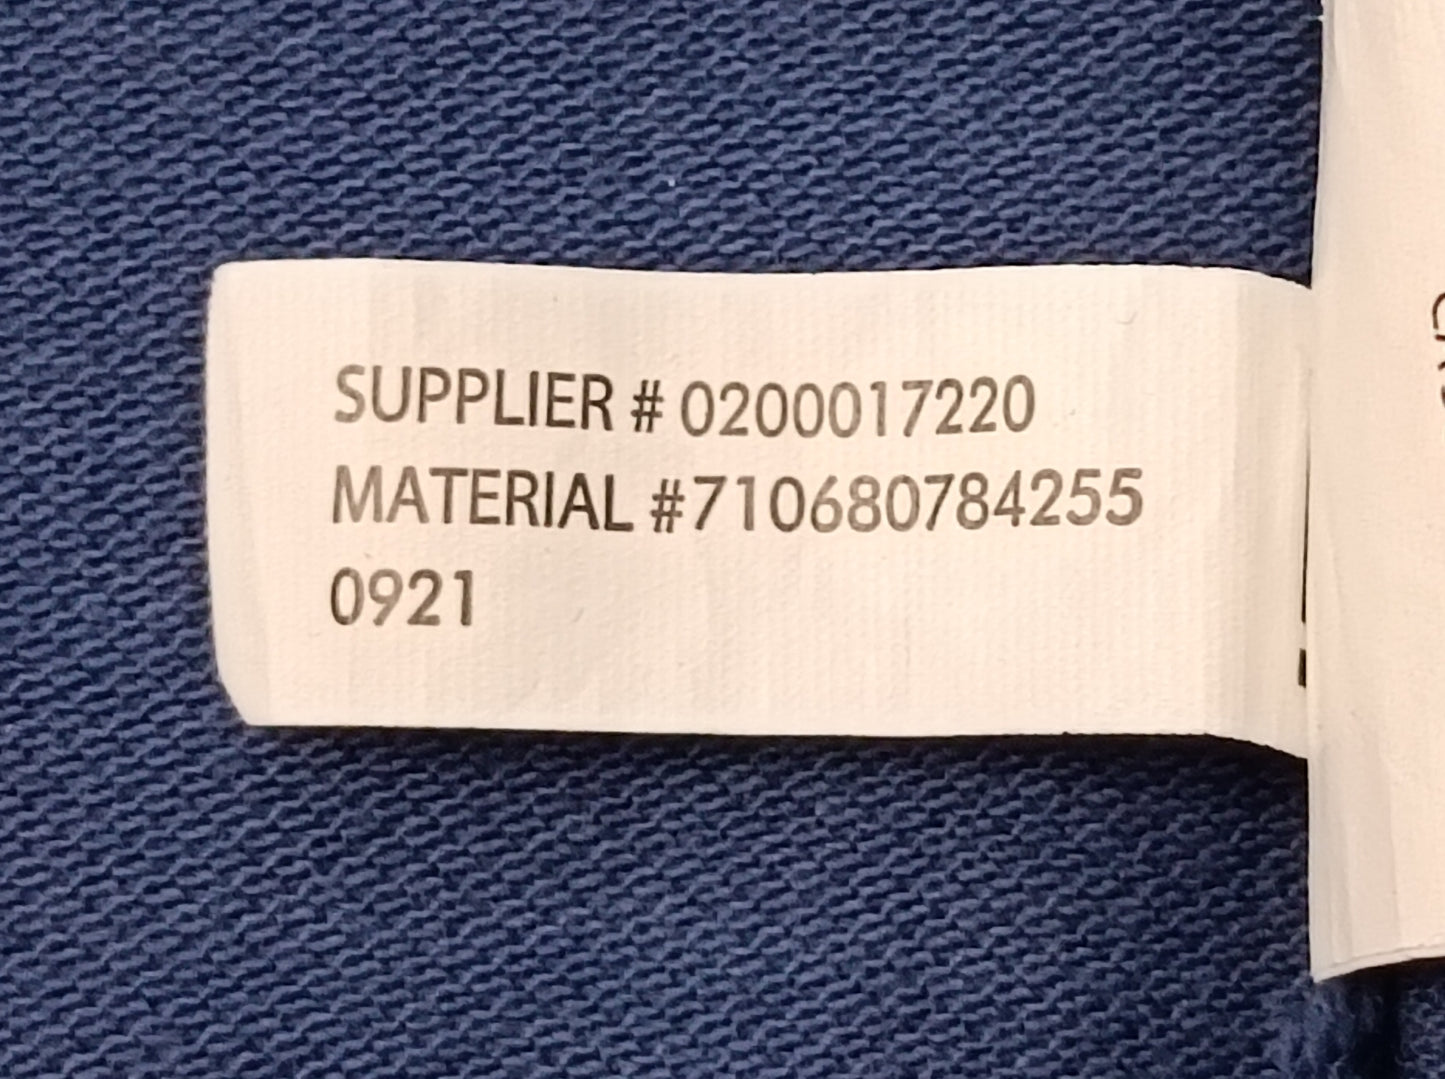 SUPPLIER # 0200017220
MATERIAL #710680784255
0921